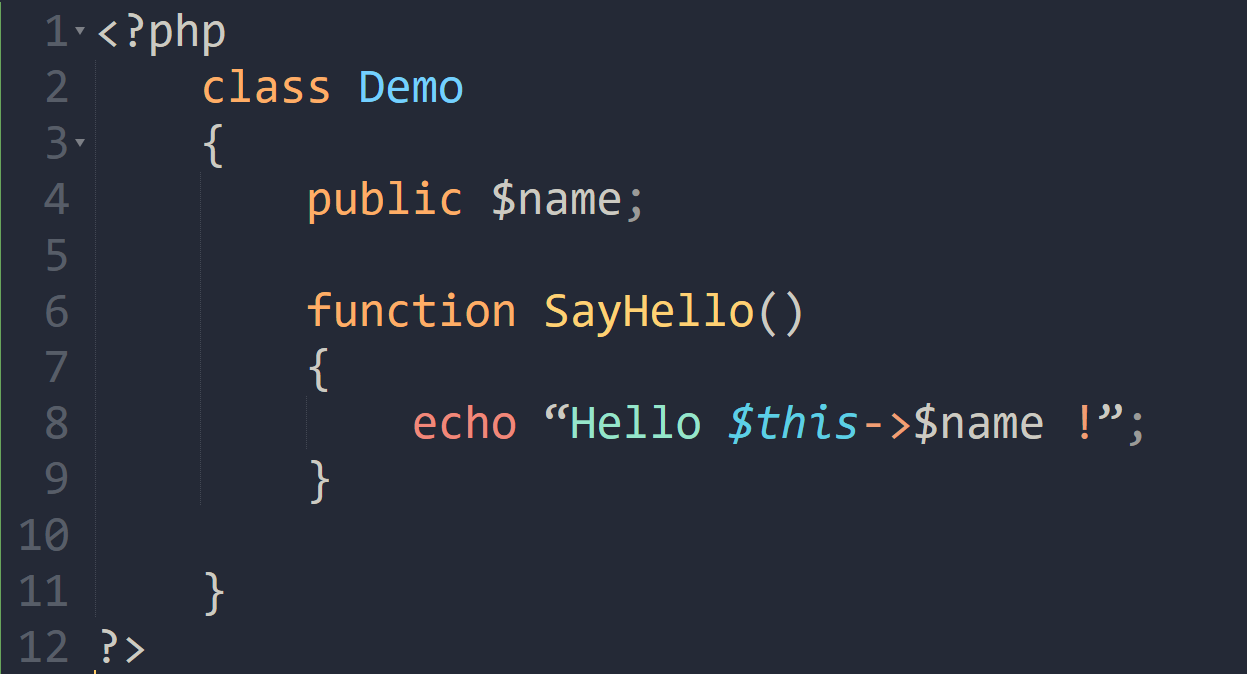 1 <?php
2 class Demo
3 {
4 public $name;
5
6 function SayHello()
7 {
8 echo “Hello $this->$name !”;
9 }
10
11 }
12 ?>